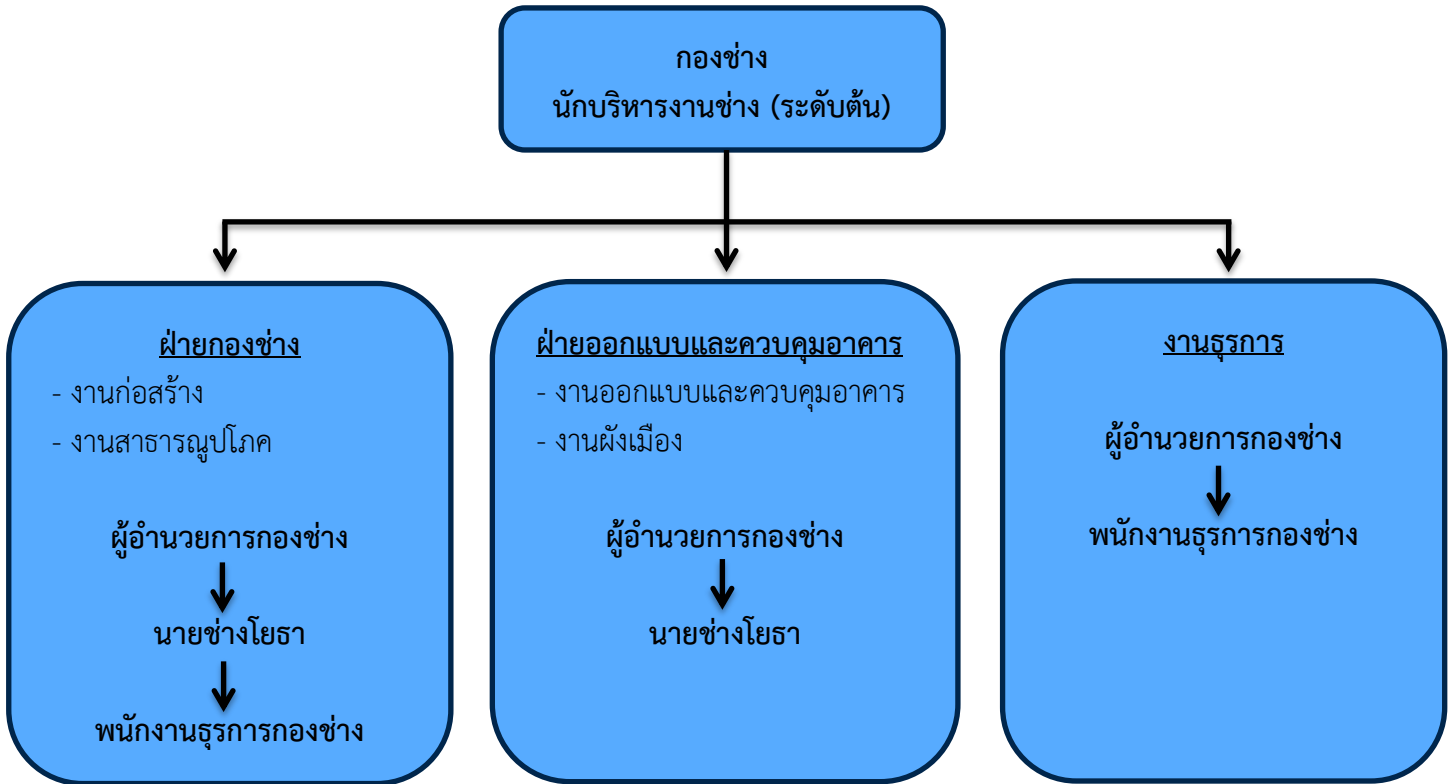 กองช่าง
นักบริหารงานช่าง (ระดับต้น)
ฝ่ายกองช่าง
- งานก่อสร้าง
- งานสาธารณูปโภค
ผู้อำนวยการกองช่าง
นายช่างโยธา
พนักงานธุรการกองช่าง
ฝ่ายออกแบบและควบคุมอาคาร
- งานออกแบบและควบคุมอาคาร
- งานผังเมือง
ผู้อำนวยการกองช่าง
นายช่างโยธา
งานธุรการ
ผู้อำนวยการกองช่าง
พนักงานธุรการกองช่าง